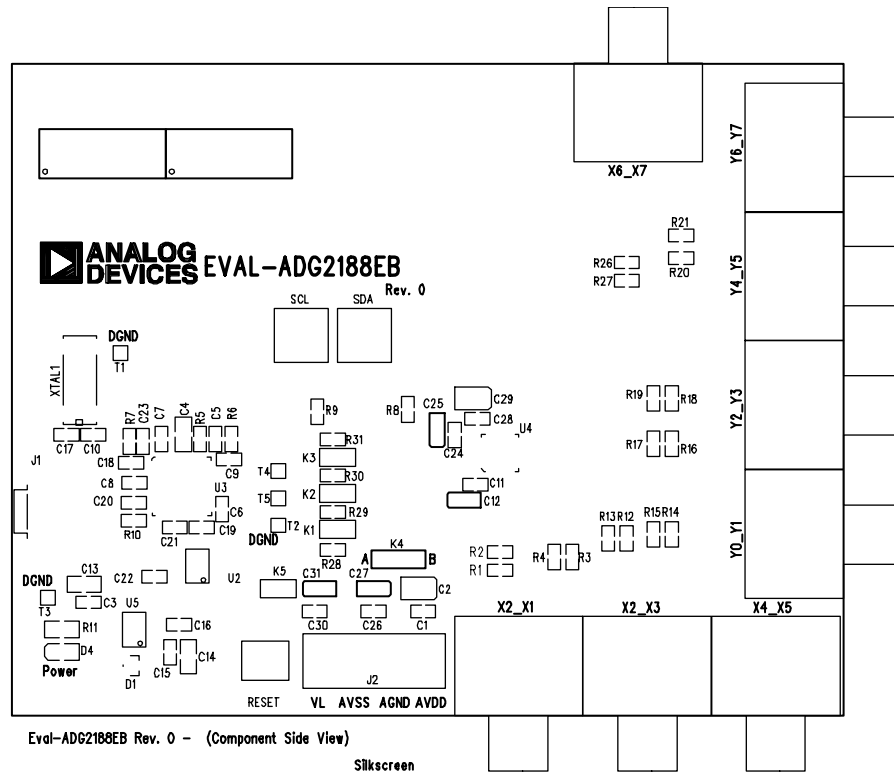 X6_X7
Y6_Y7
R21
R20
R26
R27
Y4_Y5
ANALOG
DEVICES
EVAL-ADG2188EB
Rev. 0
SCL
SDA
DGND
T1
XTAL1
C17
C10
R7
C23
C7
C4
R5
C5
R6
R9
R8
C25
C29
C28
C24
U4
R19
R18
Y2_Y3
R17
R16
J1
C18
C8
C20
R10
C9
U3
C6
C21
C19
T4
T5
T2
DGND
R31
K3
R30
K2
R29
K1
R28
C11
C12
A
K4
B
R2
R1
R4
R3
R13
R12
R15
R14
Y0_Y1
DGND
T3
C13
C3
C22
U2
K5
C31
C27
C2
C30
C26
C1
X2_X1
X2_X3
X4_X5
R11
D4
Power
U5
D1
C16
C15
C14
RESET
J2
VL AVSS AGND AVDD
Eval-ADG2188EB Rev. 0 - (Component Side View)
Silkscreen